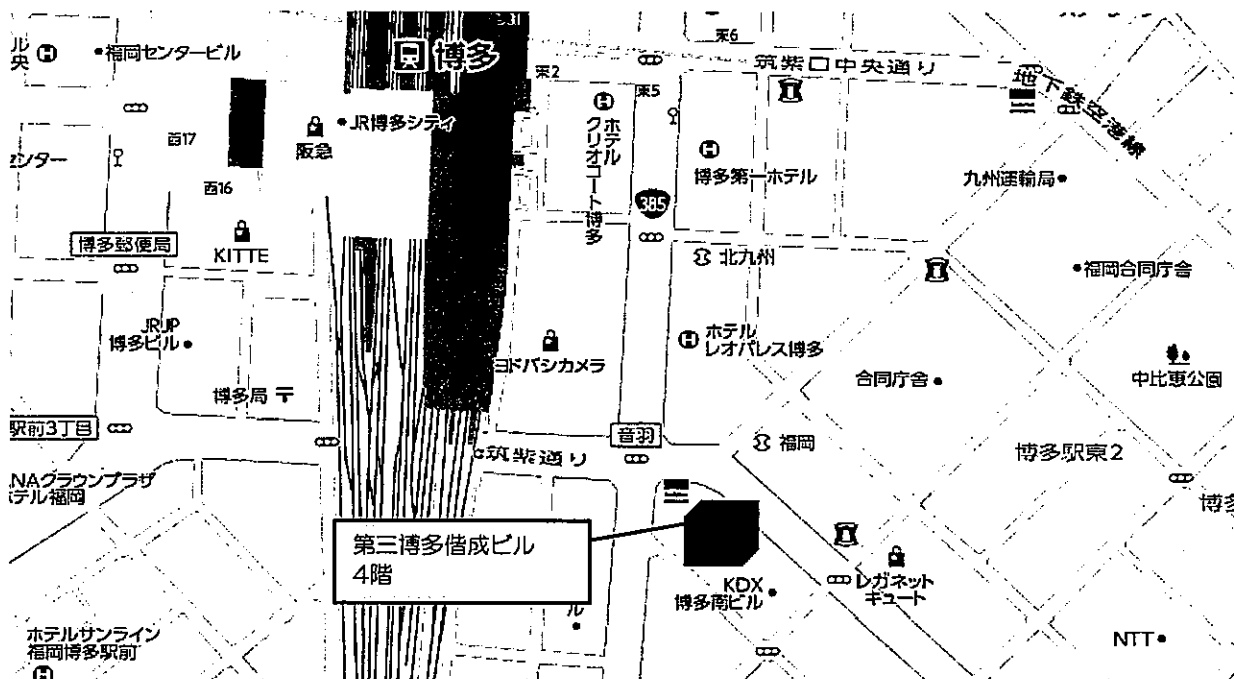 博多
東6
筑紫口中央通り
ル
央
福岡センタービル
東2
東5
地下鉄空港線
JR博多シティ
阪急
西17
センター
ホテル
クリオコート博多
博多第一ホテル
九州運輸局
西16
385
博多郵便局
KITTE
北九州
福岡合同庁舎
JRJP
博多ビル
ホテル
レオパレス博多
ヨドバシカメラ
合同庁舎
中比恵公園
博多局
駅前3丁目
音羽
福岡
筑紫通り
博多駅東2
NAクラウンプラザ
ホテル福岡
博多
第三博多偕成ビル
4階
KDX
博多南ビル
レガネット
キュート
ル
ホテルサンライン
福岡博多駅前
NTT